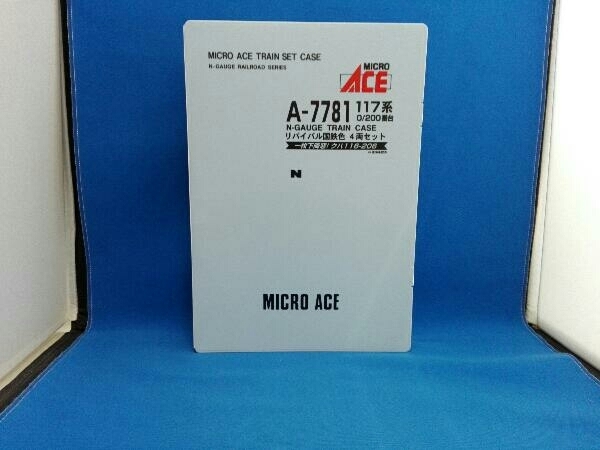 MICRO ACE TRAIN SET CASE
N-GAUGE RAILROAD SERIES
MICRO
ACE
A-7781 117系
0/200番台
N-GAUGE TRAIN CASE
リバイバル国鉄色 4両セット
一枚下降窓!クハ116-206
N
MICRO ACE